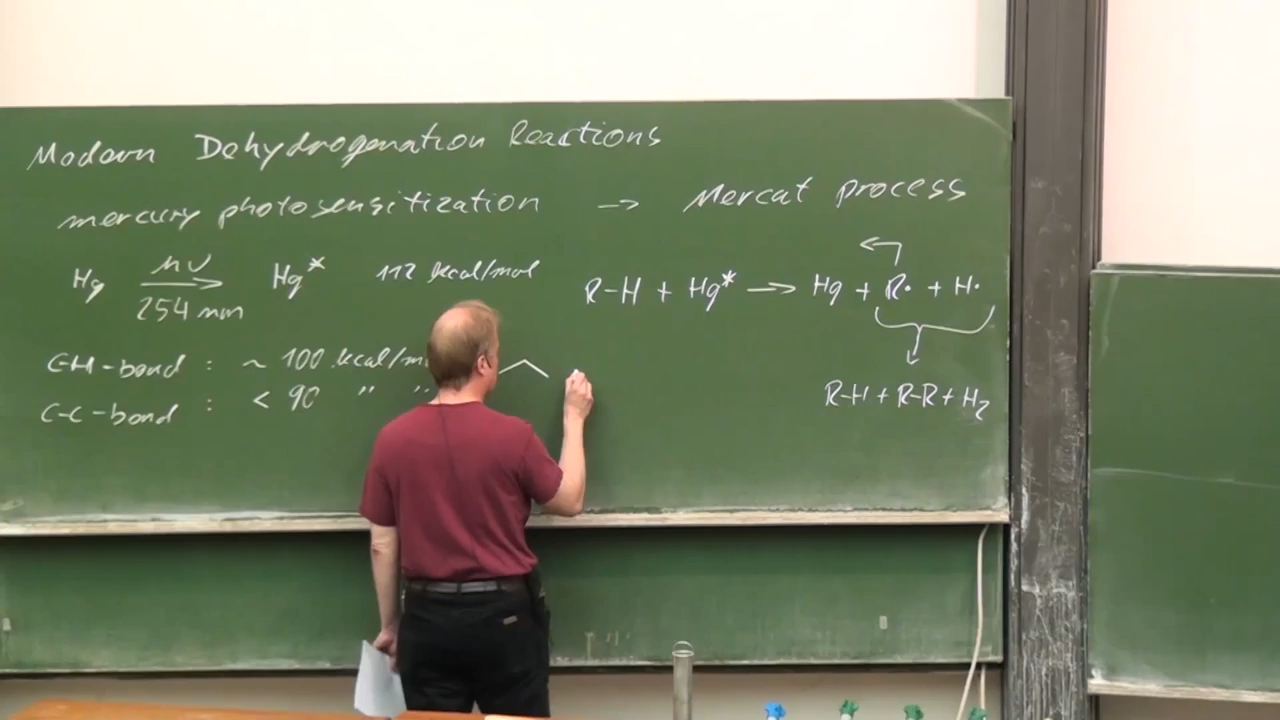 Modern Dehydrogenation Reactions
mercury photosensitization → Mercat process
Hg hν 254 nm → Hg* 112 kcal/mol
R-H + Hg* → Hg + R· + H·
CH-bond : ~ 100 kcal/m
C-C-bond : < 90 " "
R-H + R-R + H₂